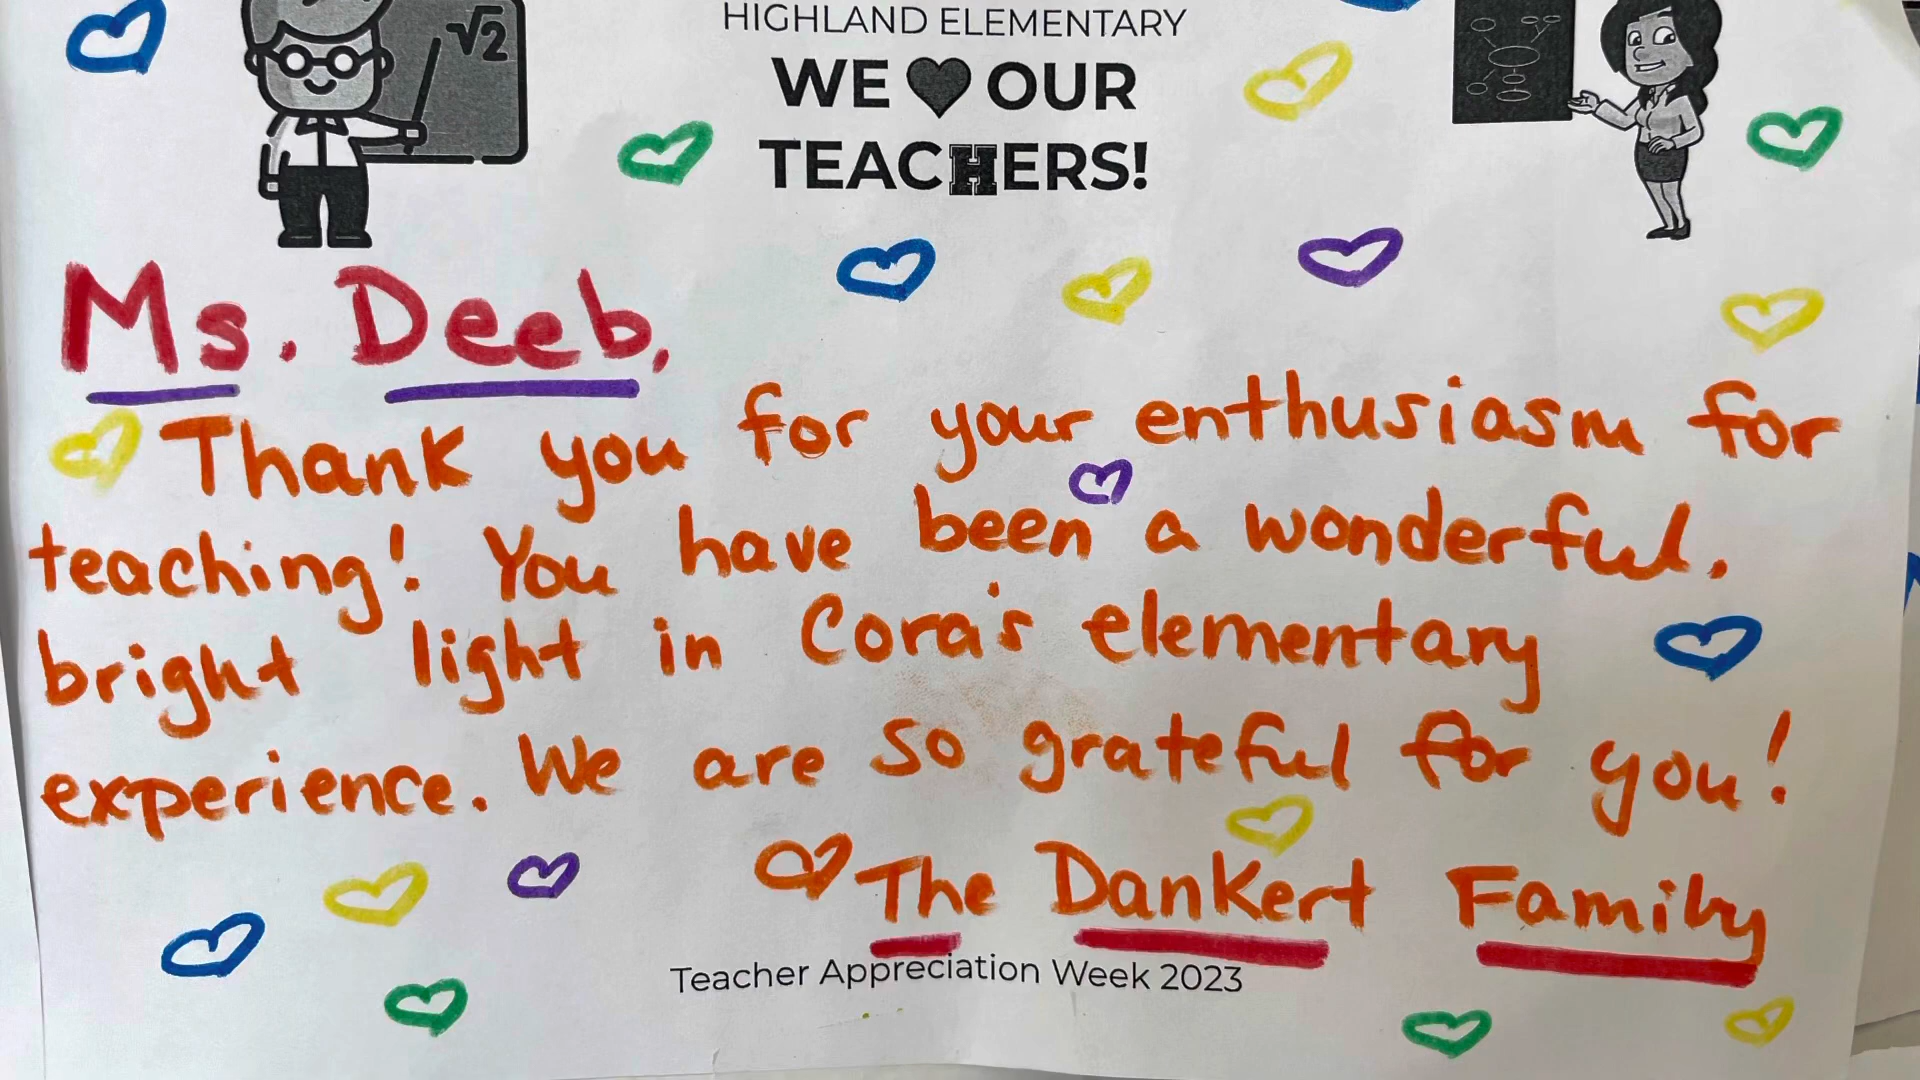 √2
HIGHLAND ELEMENTARY
WE ♥ OUR
TEACHERS!
Ms. Deeb,
Thank you for your enthusiasm for
teaching! You have been a wonderful,
bright light in Cora's elementary
experience. We are so grateful for you!
The Dankert Family
Teacher Appreciation Week 2023